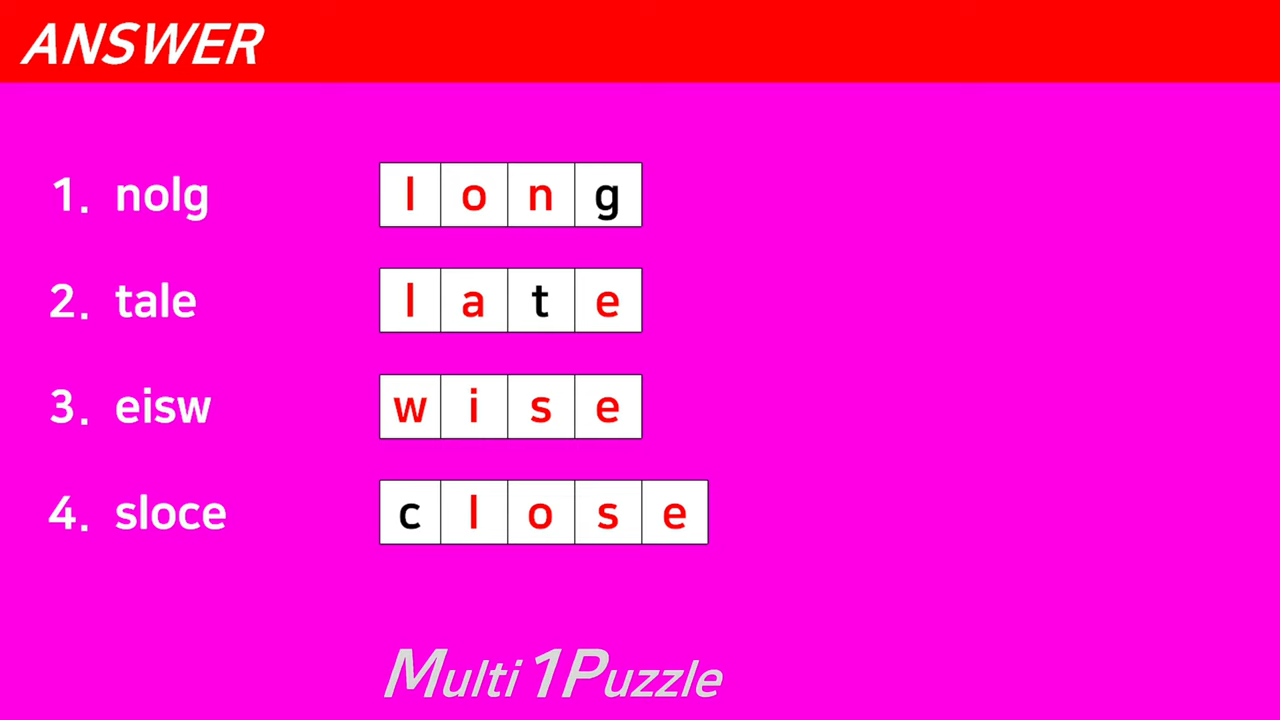 ANSWER
1. nolg long
2. tale late
3. eisw wise
4. sloce close
Multi 1Puzzle